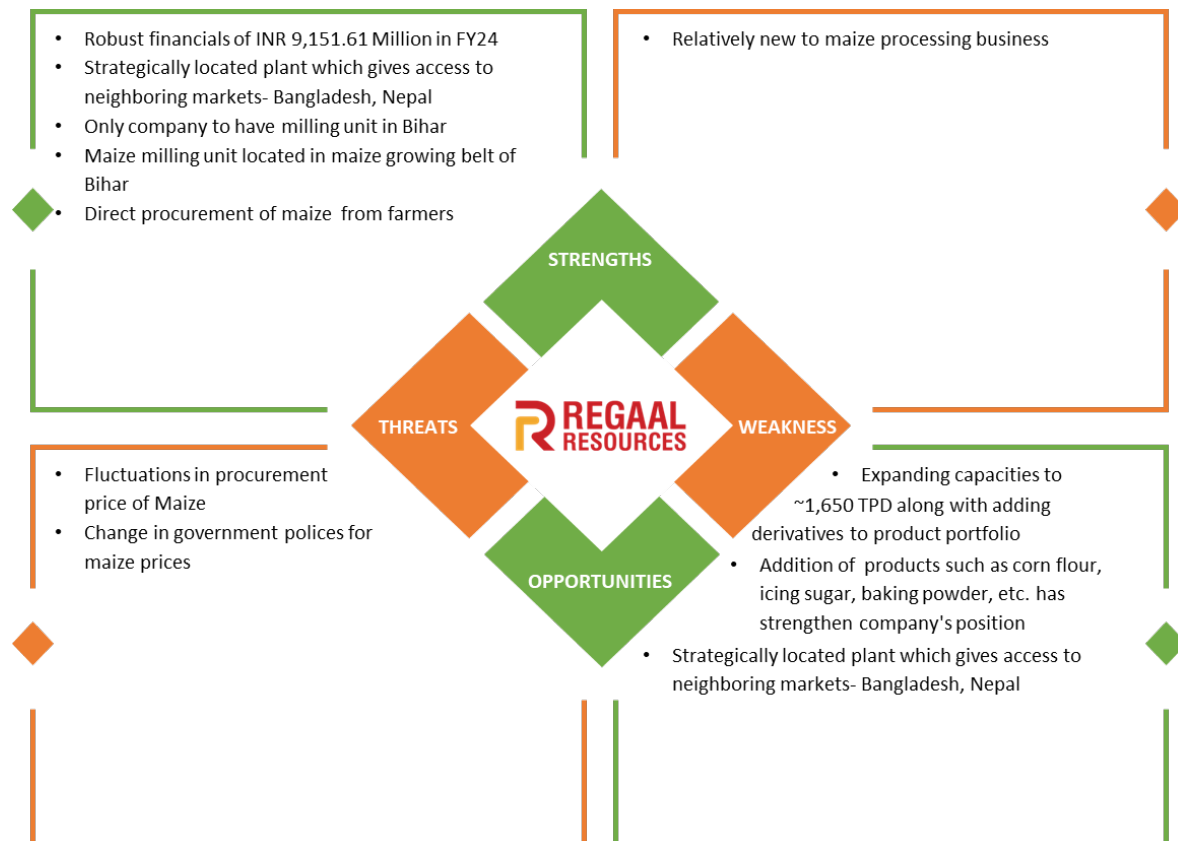 • Robust financials of INR 9,151.61 Million in FY24
• Strategically located plant which gives access to
neighboring markets- Bangladesh, Nepal
• Only company to have milling unit in Bihar
• Maize milling unit located in maize growing belt of
Bihar
• Direct procurement of maize from farmers
• Relatively new to maize processing business
STRENGTHS
THREATS
REGAAL
RESOURCES
WEAKNESS
OPPORTUNITIES
• Fluctuations in procurement
price of Maize
• Change in government polices for
maize prices
• Expanding capacities to
~1,650 TPD along with adding
derivatives to product portfolio
• Addition of products such as corn flour,
icing sugar, baking powder, etc. has
strengthen company's position
• Strategically located plant which gives access to
neighboring markets- Bangladesh, Nepal